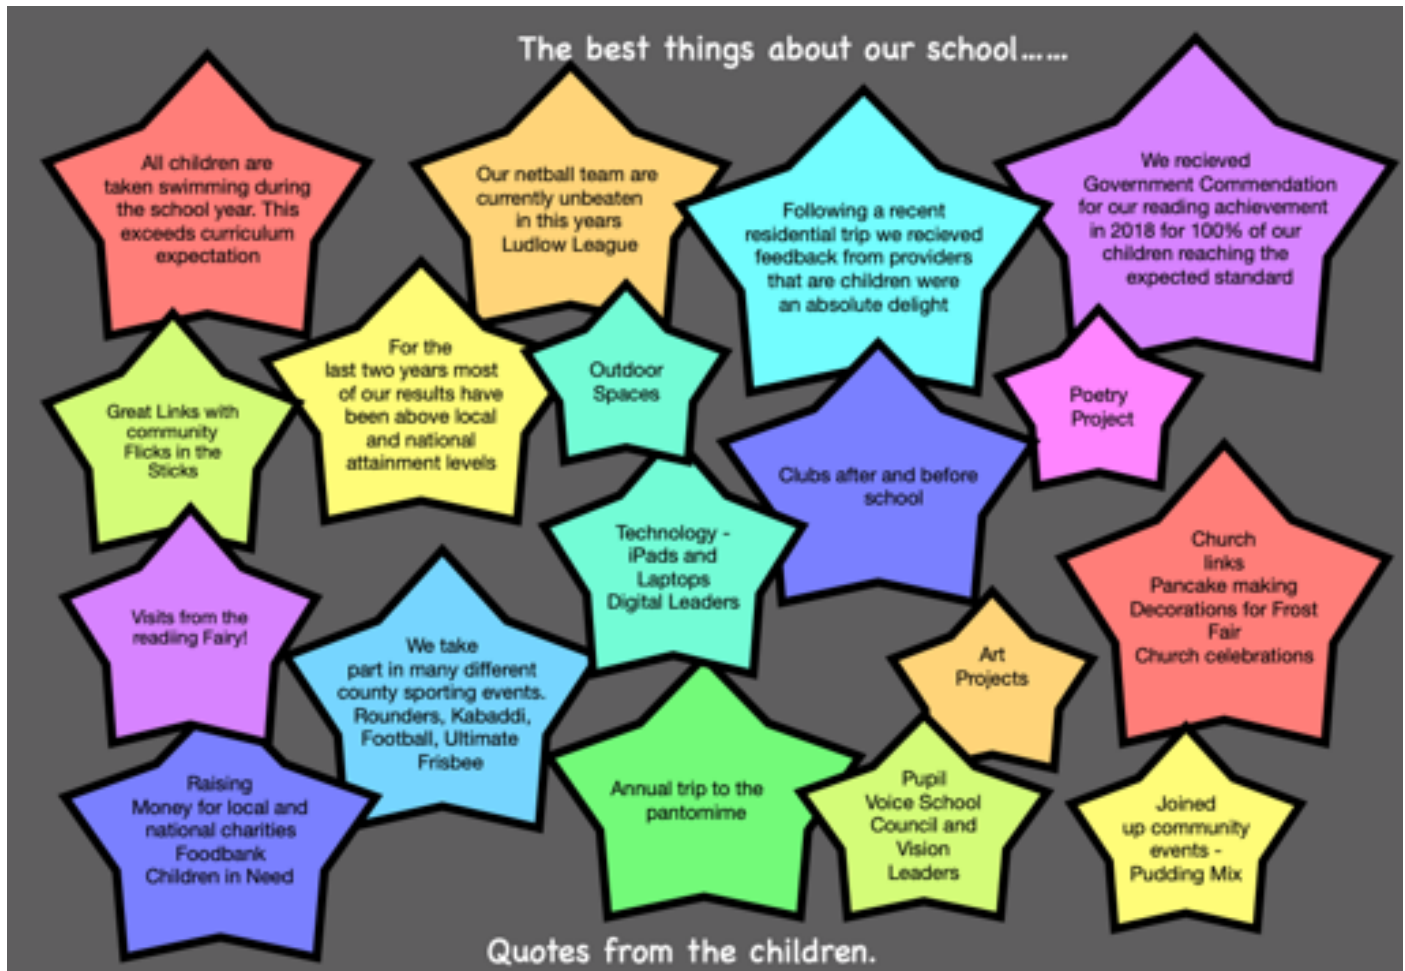 The best things about our school......
All children are
taken swimming during
the school year. This
exceeds curriculum
expectation
Our netball team are
currently unbeaten
in this years
Ludlow League
Following a recent
residential trip we recieved
feedback from providers
that are children were
an absolute delight
We recieved
Government Commendation
for our reading achievement
in 2018 for 100% of our
children reaching the
expected standard
Great Links with
community
Flicks in the
Sticks
For the
last two years most
of our results have
been above local
and national
attainment levels
Outdoor
Spaces
Clubs after and before
school
Poetry
Project
Visits from the
readiing Fairy!
We take
part in many different
county sporting events.
Rounders, Kabaddi,
Football, Ultimate
Frisbee
Technology -
iPads and
Laptops
Digital Leaders
Art
Projects
Church
links
Pancake making
Decorations for Frost
Fair
Church celebrations
Raising
Money for local and
national charities
Foodbank
Children in Need
Annual trip to the
pantomime
Pupil
Voice School
Council and
Vision
Leaders
Joined
up community
events -
Pudding Mix
Quotes from the children.